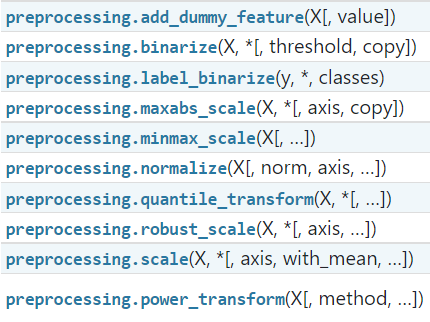 preprocessing.add_dummy_feature(X[, value])
preprocessing.binarize(X, *[, threshold, copy])
preprocessing.label_binarize(y, *, classes)
preprocessing.maxabs_scale(X, *[, axis, copy])
preprocessing.minmax_scale(X[, …])
preprocessing.normalize(X[, norm, axis, …])
preprocessing.quantile_transform(X, *[, …])
preprocessing.robust_scale(X, *[, axis, …])
preprocessing.scale(X, *[, axis, with_mean, …])
preprocessing.power_transform(X[, method, …])